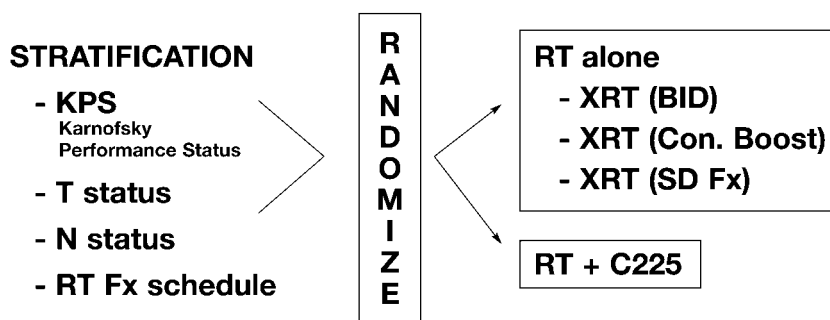 STRATIFICATION
- KPS
Karnofsky
Performance Status
- T status
- N status
- RT Fx schedule
RANDOMIZE
RT alone
- XRT (BID)
- XRT (Con. Boost)
- XRT (SD Fx)
RT + C225